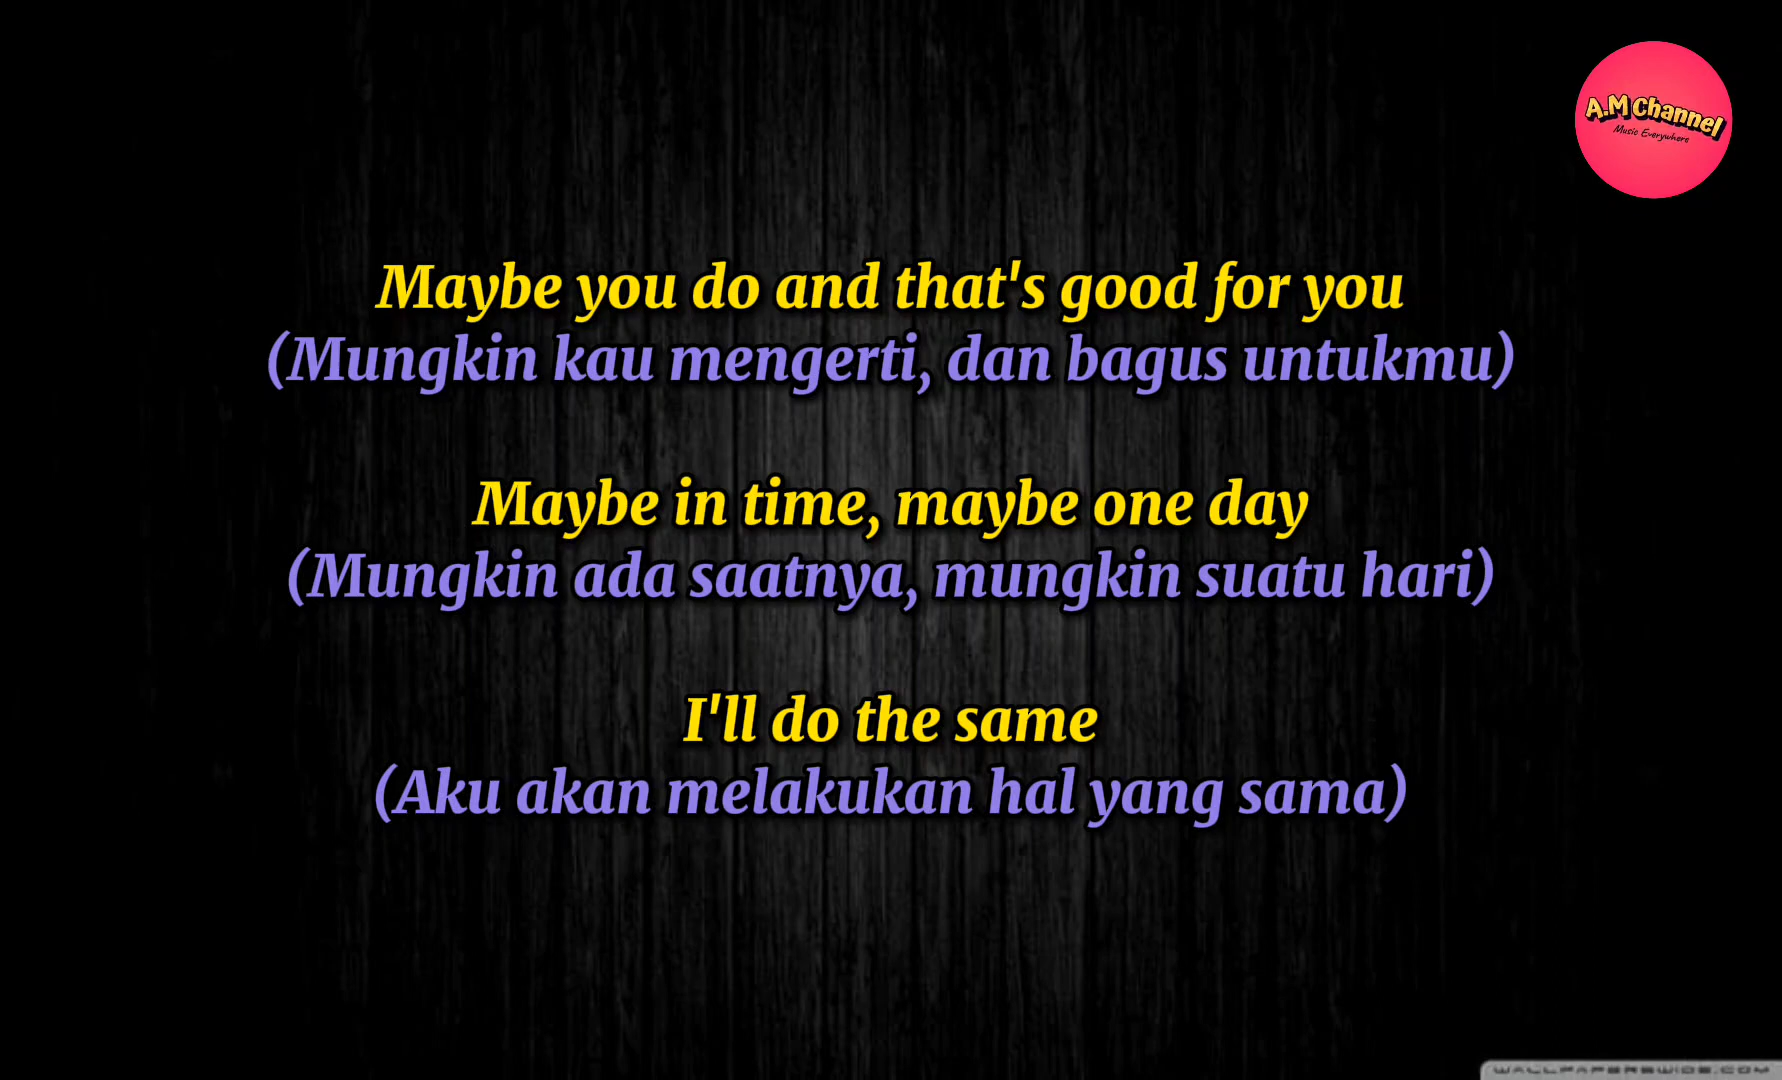 A.M Channel
Music Everywhere
Maybe you do and that's good for you
(Mungkin kau mengerti, dan bagus untukmu)
Maybe in time, maybe one day
(Mungkin ada saatnya, mungkin suatu hari)
I'll do the same
(Aku akan melakukan hal yang sama)
WALLPAPERSWIDE.COM